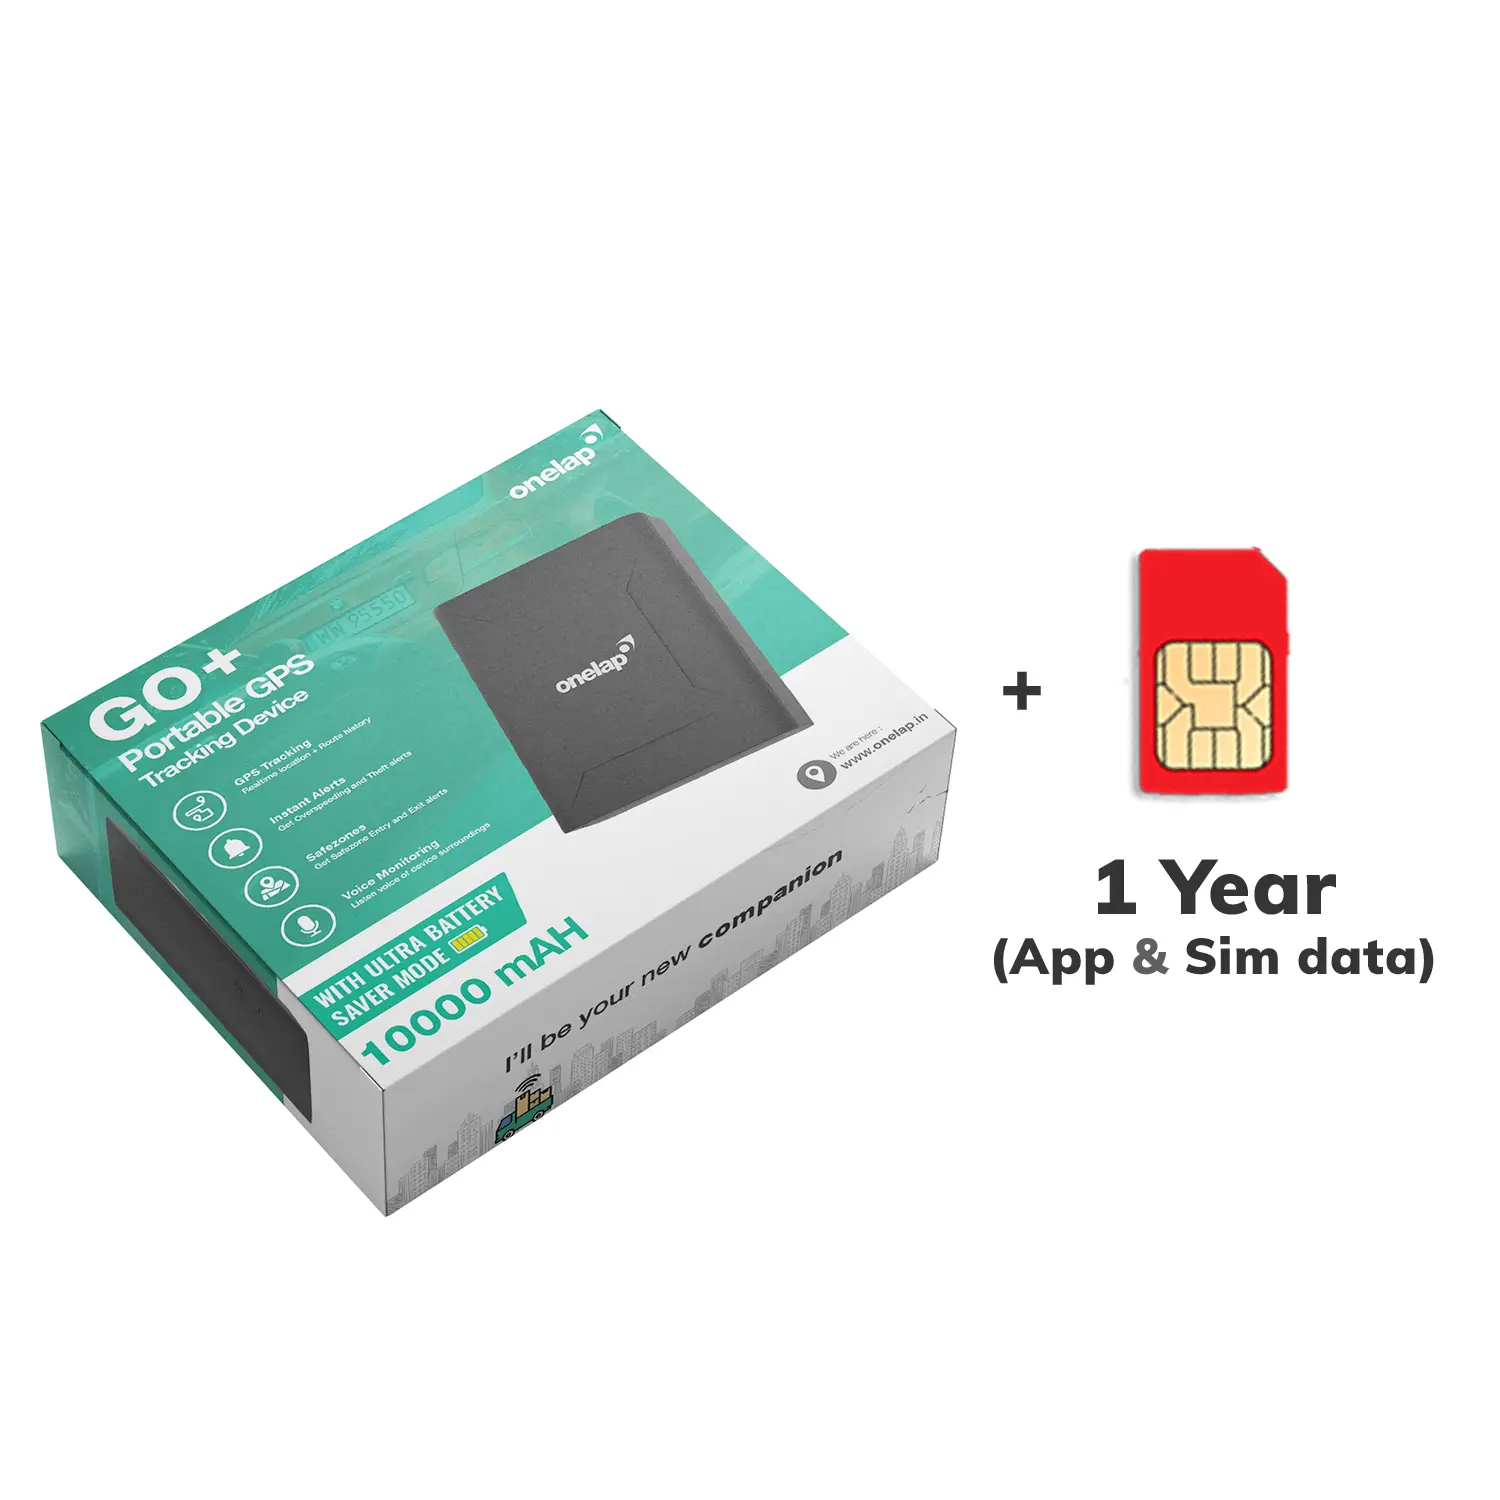 onelap
GO+
Portable GPS
Tracking Device
GPS Tracking
Realtime location + Route history
Instant Alerts
Get Overspeeding and Theft alerts
Safezones
Get Safezone Entry and Exit alerts
Voice Monitoring
Listen voice of device surroundings
WITH ULTRA BATTERY
SAVER MODE
10000 mAH
WW 95550
onelap
We are here :
www.onelap.in
I'll be your new companion
+
1 Year
(App & Sim data)